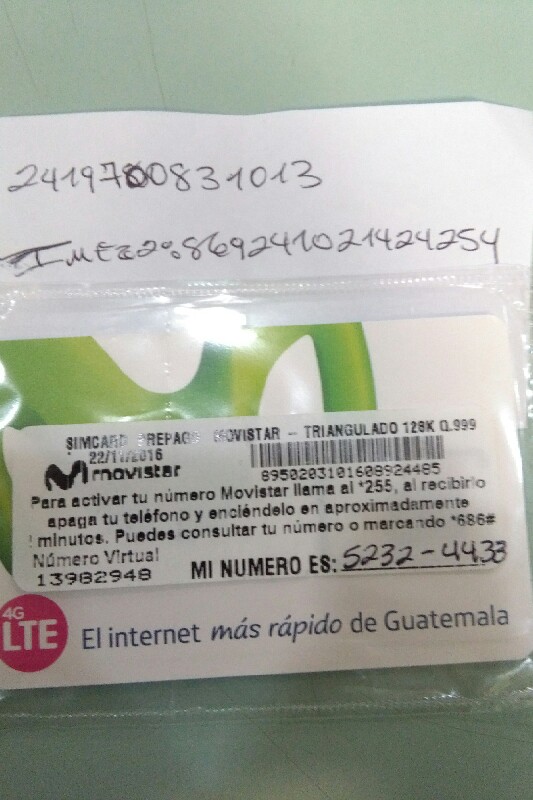 2419780831013
IMEI2:869241021424254
SIMCARD PREPAGO MOVISTAR - TRIANGULADO 128K Q.999
22/11/2016
movistar
8950203101608924485
Para activar tu número Movistar llama al *255, al recibirlo
apaga tu teléfono y enciéndelo en aproximadamente
minutos. Puedes consultar tu número o marcando *686#
Número Virtual
13982948
MI NUMERO ES: 5232-4433
4G
LTE
El internet más rápido de Guatemala